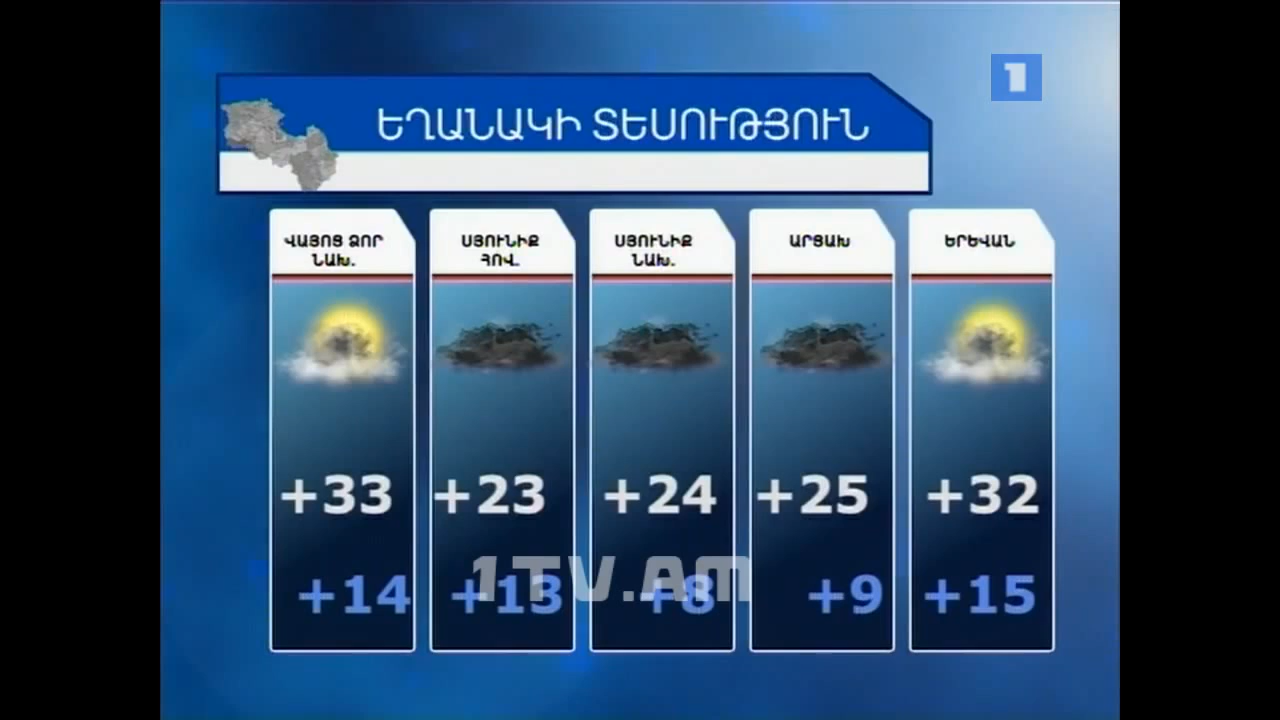 1
ԵՂԱՆԱԿԻ ՏԵՍՈՒԹՅՈՒՆ
ՎԱՅՈՑ ՁՈՐ
ՆԱԽ.
ՍՅՈՒՆԻՔ
ՀՈՎ.
ՍՅՈՒՆԻՔ
ՆԱԽ.
ԱՐՑԱԽ
ԵՐԵՎԱՆ
+33 +23 +24 +25 +32
1TV.AM
+14 +13 +8 +9 +15